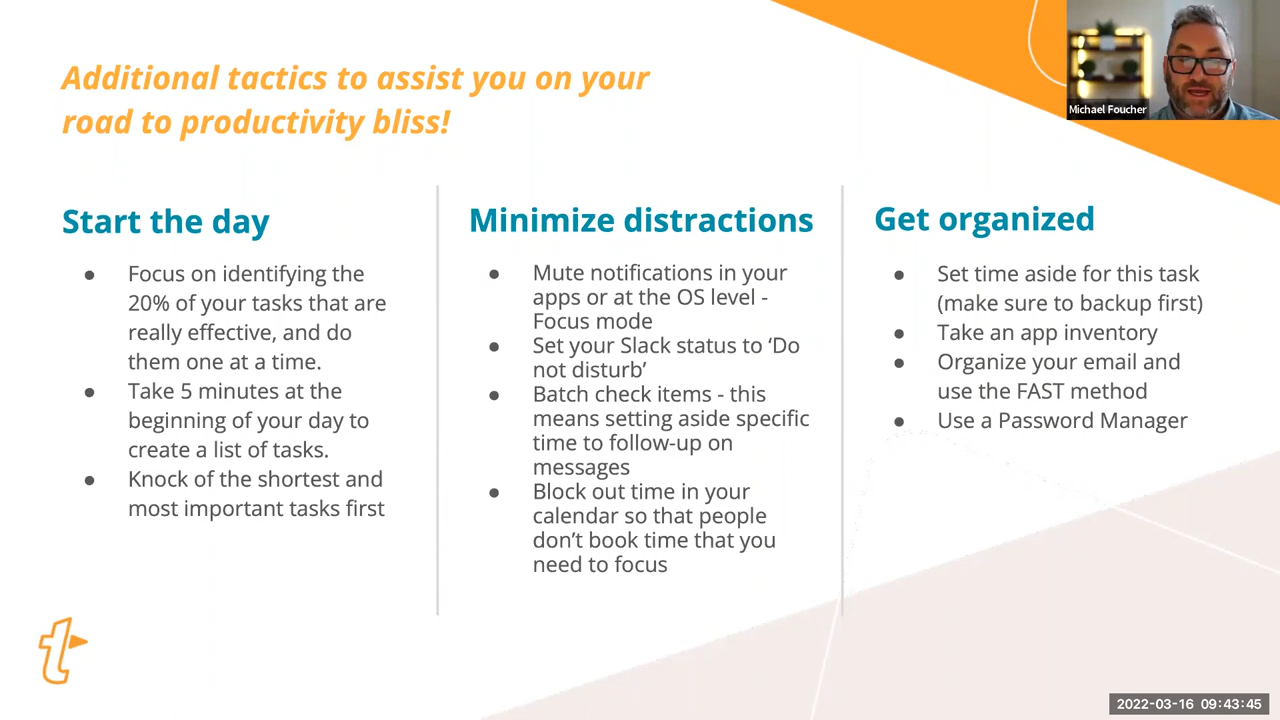 Additional tactics to assist you on your
road to productivity bliss!
Michael Foucher
Start the day
● Focus on identifying the
20% of your tasks that are
really effective, and do
them one at a time.
● Take 5 minutes at the
beginning of your day to
create a list of tasks.
● Knock of the shortest and
most important tasks first
Minimize distractions
● Mute notifications in your
apps or at the OS level -
Focus mode
● Set your Slack status to ‘Do
not disturb’
● Batch check items - this
means setting aside specific
time to follow-up on
messages
● Block out time in your
calendar so that people
don’t book time that you
need to focus
Get organized
● Set time aside for this task
(make sure to backup first)
● Take an app inventory
● Organize your email and
use the FAST method
● Use a Password Manager
t
2022-03-16 09:43:45